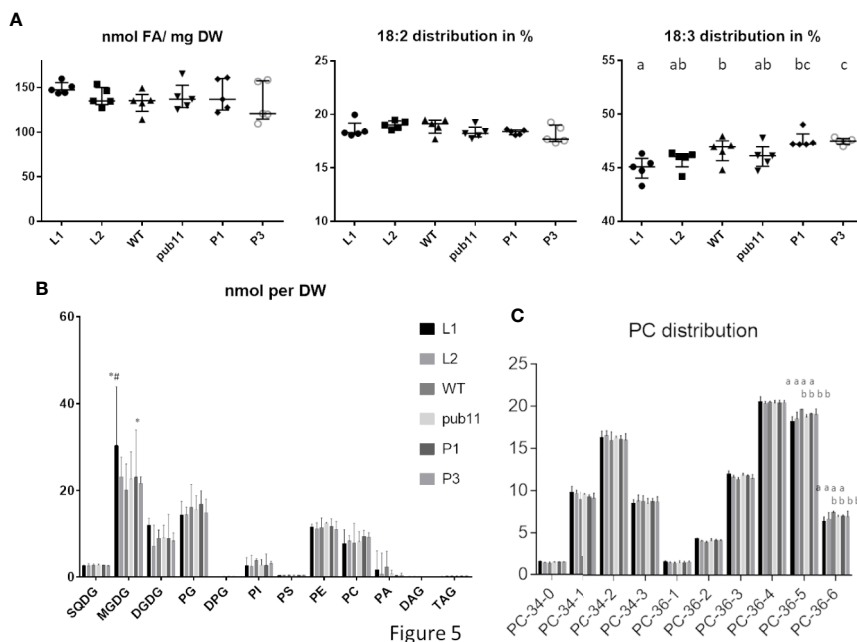 A
nmol FA/ mg DW
18:2 distribution in %
18:3 distribution in %
150
100
50
0
L1
L2
WT
pub11
P1
P3
25
20
15
10
L1
L2
WT
pub11
P1
P3
55
50
45
40
a ab b ab bc c
L1
L2
WT
pub11
P1
P3
B
nmol per DW
60
40
20
0
*#
*
L1
L2
WT
pub11
P1
P3
SQDG
MGDG
DGDG
PG
DPG
PI
PS
PE
PC
PA
DAG
TAG
C
PC distribution
25
20
15
10
5
0
a a a a
b b b b
a a a a
b b b b
PC-34-0
PC-34-1
PC-34-2
PC-34-3
PC-36-1
PC-36-2
PC-36-3
PC-36-4
PC-36-5
PC-36-6
Figure 5